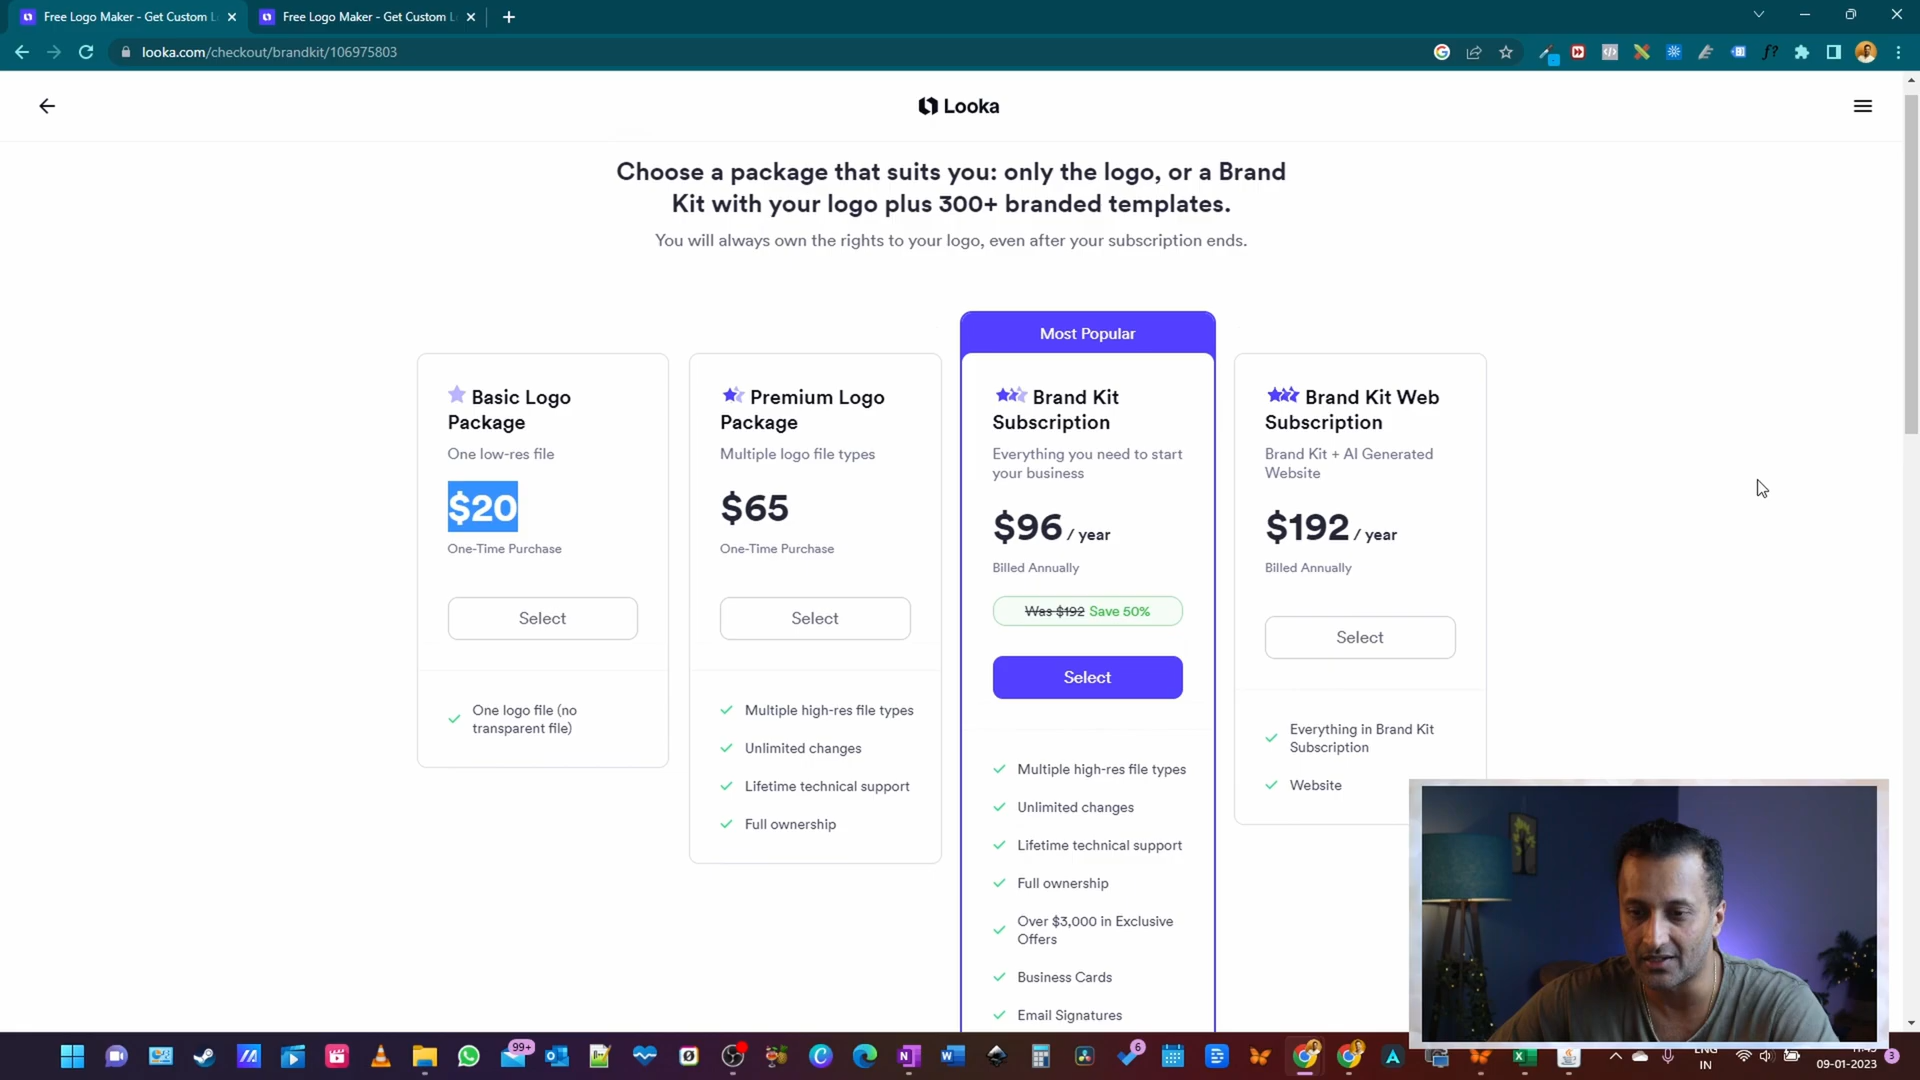 Free Logo Maker - Get Custom L
Free Logo Maker - Get Custom L
looka.com/checkout/brandkit/106975803
Looka
Choose a package that suits you: only the logo, or a Brand
Kit with your logo plus 300+ branded templates.
You will always own the rights to your logo, even after your subscription ends.
Most Popular
Basic Logo
Package
One low-res file
$20
One-Time Purchase
Select
One logo file (no
transparent file)
Premium Logo
Package
Multiple logo file types
$65
One-Time Purchase
Select
Multiple high-res file types
Unlimited changes
Lifetime technical support
Full ownership
Brand Kit
Subscription
Everything you need to start
your business
$96 / year
Billed Annually
Was $192 Save 50%
Select
Multiple high-res file types
Unlimited changes
Lifetime technical support
Full ownership
Over $3,000 in Exclusive
Offers
Business Cards
Email Signatures
Brand Kit Web
Subscription
Brand Kit + AI Generated
Website
$192 / year
Billed Annually
Select
Everything in Brand Kit
Subscription
Website
99+
6
ENG
IN
09-01-2023
3